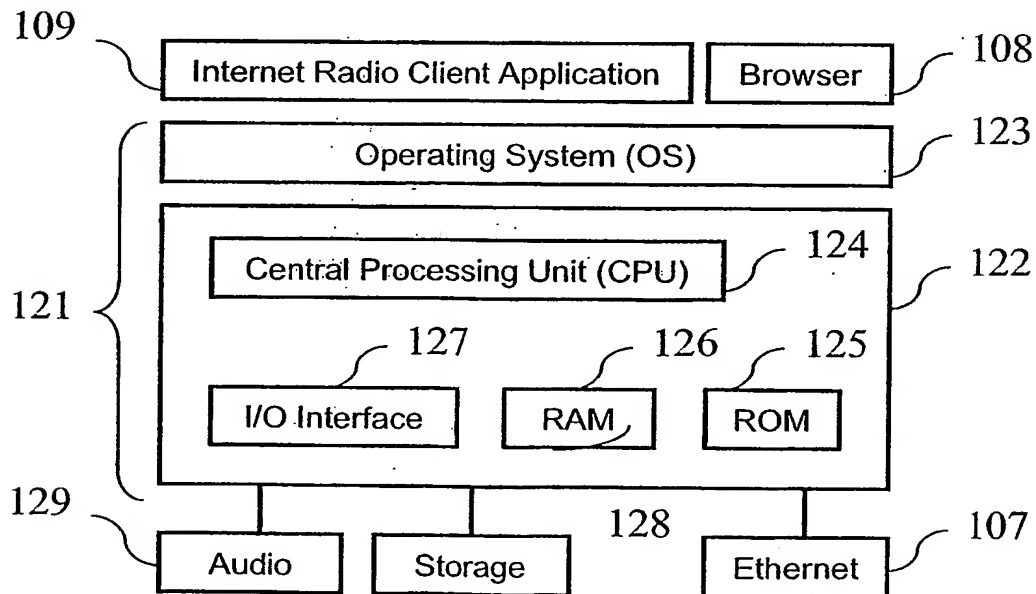 109
Internet Radio Client Application
Browser
108
Operating System (OS)
123
Central Processing Unit (CPU)
124
122
121
127
126
125
I/O Interface
RAM
ROM
129
Audio
Storage
128
Ethernet
107